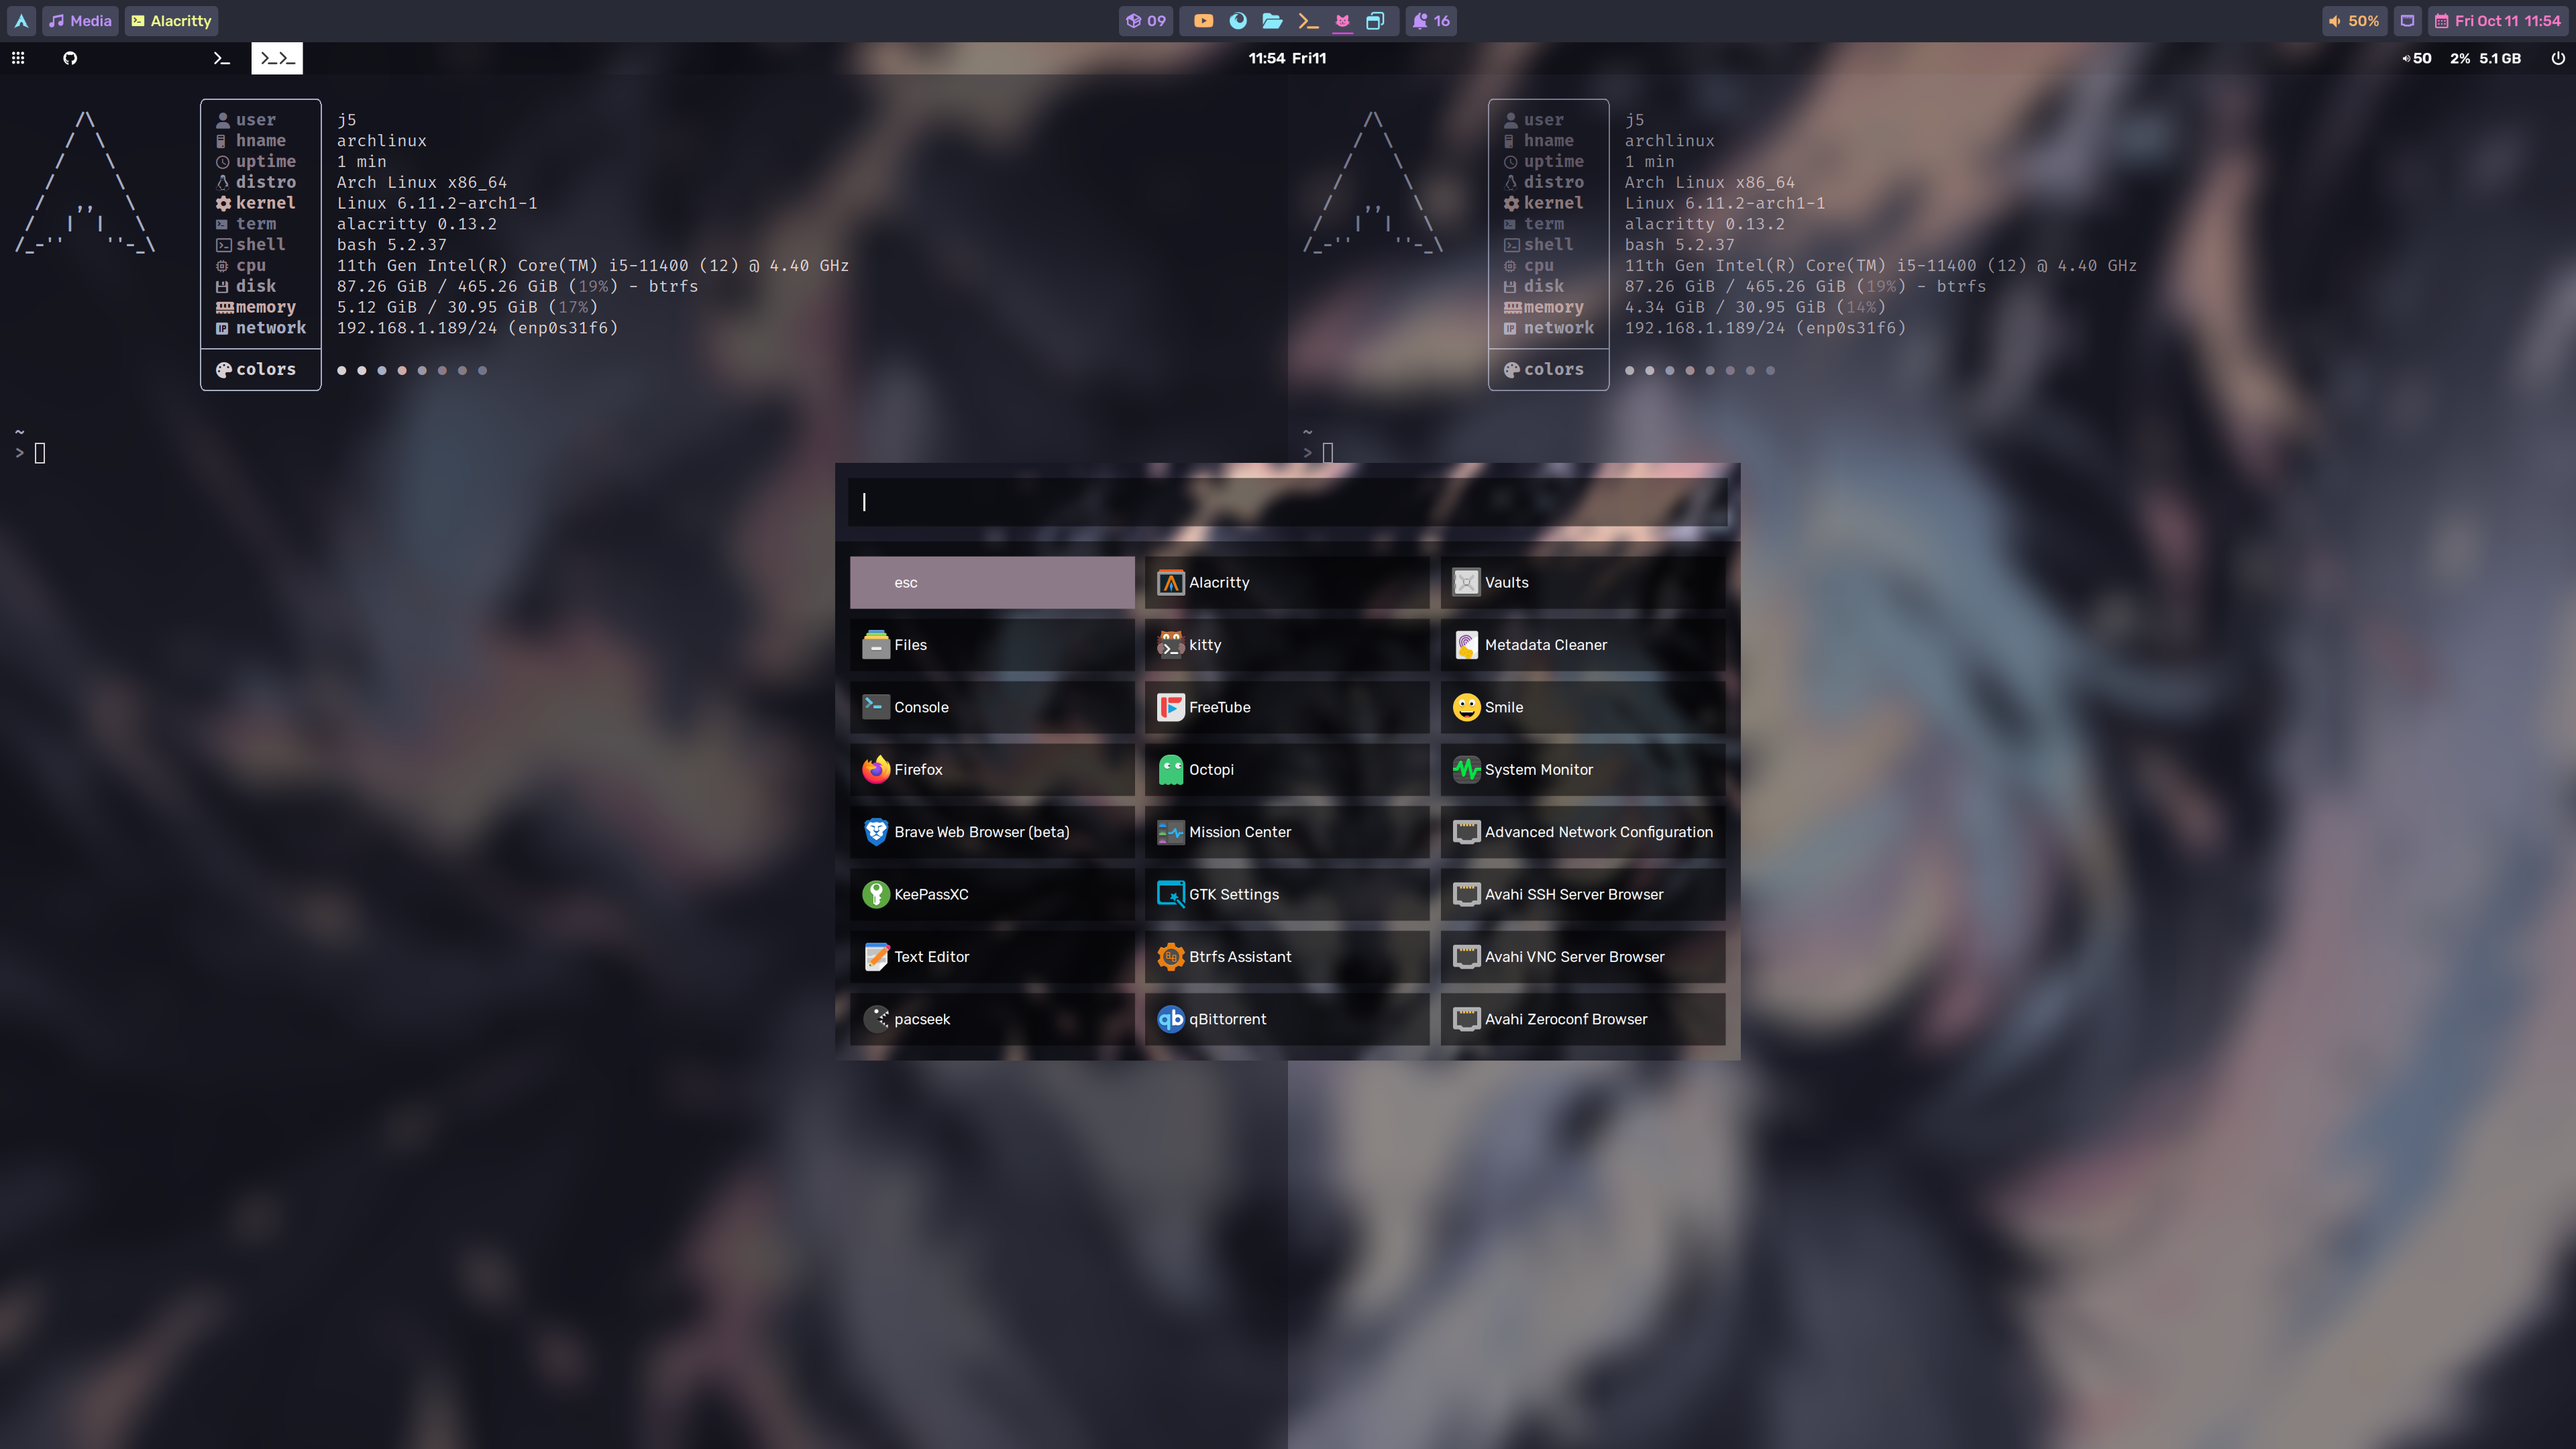 Media Alacritty 09 16 50% Fri Oct 11 11:54
>_ >_>_ 11:54 Fri11 50 2% 5.1 GB
user j5
hname archlinux
uptime 1 min
distro Arch Linux x86_64
kernel Linux 6.11.2-arch1-1
term alacritty 0.13.2
shell bash 5.2.37
cpu 11th Gen Intel(R) Core(TM) i5-11400 (12) @ 4.40 GHz
disk 87.26 GiB / 465.26 GiB (19%) - btrfs
memory 5.12 GiB / 30.95 GiB (17%)
network 192.168.1.189/24 (enp0s31f6)
colors
~
>
user j5
hname archlinux
uptime 1 min
distro Arch Linux x86_64
kernel Linux 6.11.2-arch1-1
term alacritty 0.13.2
shell bash 5.2.37
cpu 11th Gen Intel(R) Core(TM) i5-11400 (12) @ 4.40 GHz
disk 87.26 GiB / 465.26 GiB (19%) - btrfs
memory 4.34 GiB / 30.95 GiB (14%)
network 192.168.1.189/24 (enp0s31f6)
colors
~
>
esc Alacritty Vaults
Files kitty Metadata Cleaner
Console FreeTube Smile
Firefox Octopi System Monitor
Brave Web Browser (beta) Mission Center Advanced Network Configuration
KeePassXC GTK Settings Avahi SSH Server Browser
Text Editor Btrfs Assistant Avahi VNC Server Browser
pacseek qBittorrent Avahi Zeroconf Browser